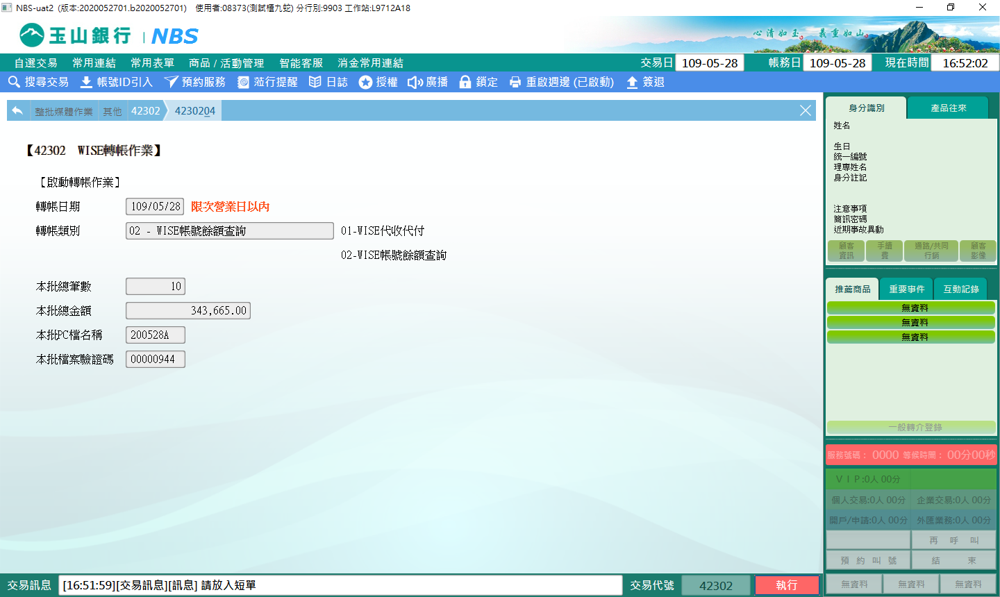 NBS-uat2 (版本:2020052701.b2020052701) 使用者:08373(測試櫃九蛇) 分行別:9903 工作站:L9712A18
玉山銀行 | NBS
心清如玉。義重如山。
自選交易 常用連結 常用表單 商品 / 活動管理 智能客服 消金常用連結
交易日 109-05-28 帳務日 109-05-28 現在時間 16:52:02
搜尋交易 帳號ID引入 預約服務 蒞行提醒 日誌 授權 廣播 鎖定 重啟週邊 (已啟動) 簽退
整批媒體作業 其他 42302 4230204
【42302 WISE轉帳作業】
【啟動轉帳作業】
轉帳日期 109/05/28 限次營業日以內
轉帳類別 02 - WISE帳號餘額查詢 01-WISE代收代付
02-WISE帳號餘額查詢
本批總筆數 10
本批總金額 343,665.00
本批PC檔名稱 200528A
本批檔案驗證碼 00000944
身分識別 產品往來
姓名
生日
統一編號
理專姓名
身分註記
注意事項
簡訊密碼
近期事故異動
顧客資訊 手續費 通路/共同行銷 顧客影像
推薦商品 重要事件 互動記錄
無資料
無資料
無資料
一般轉介登錄
服務號碼： 0000 等候時間： 00分00秒
ＶＩＰ:0人 00分
個人交易:0人 00分 企業交易:0人 00分
開戶/申請:0人 00分 外匯業務:0人 00分
再 呼 叫
預 約 叫 號 結 束
無資料 無資料 無資料
交易訊息 [16:51:59][交易訊息][訊息] 請放入短單 交易代號 42302 執行